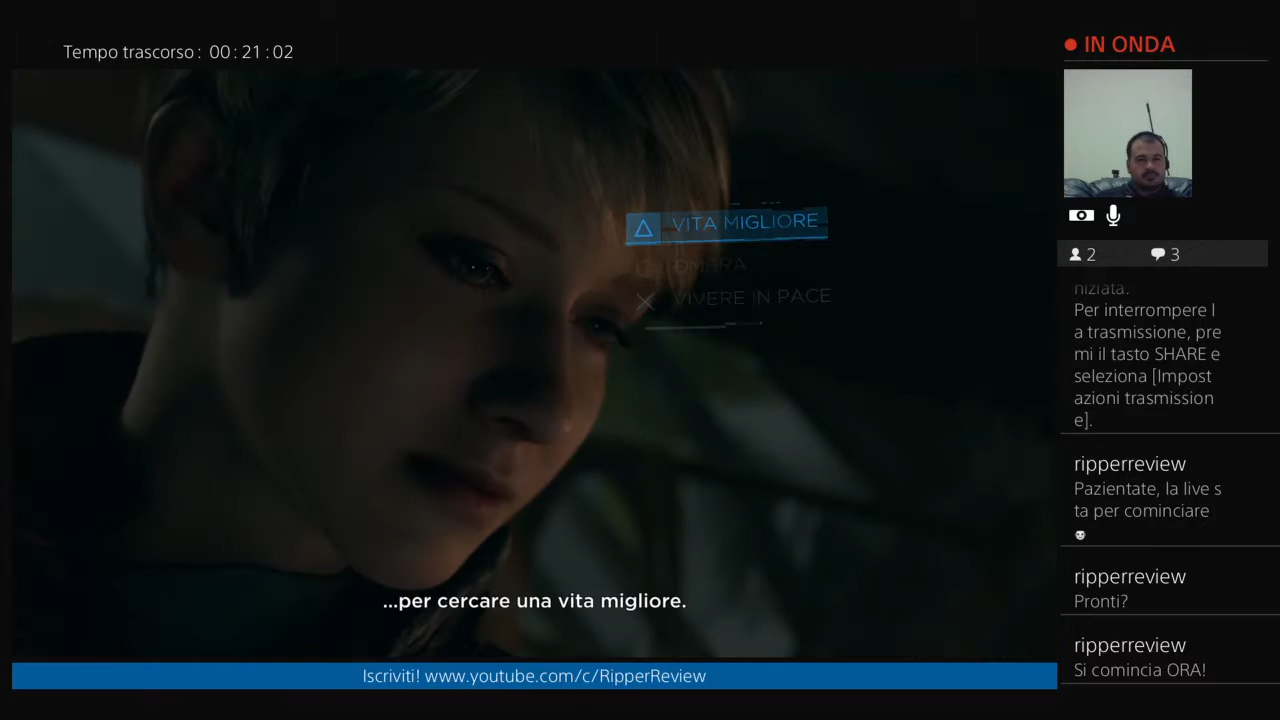 Tempo trascorso: 00:21:02
IN ONDA
VITA MIGLIORE
OMBRA
VIVERE IN PACE
2
3
niziata.
Per interrompere l
a trasmissione, pre
mi il tasto SHARE e
seleziona [Impost
azioni trasmission
e].
ripperreview
Pazientate, la live s
ta per cominciare
ripperreview
Pronti?
ripperreview
Si comincia ORA!
...per cercare una vita migliore.
Iscriviti! www.youtube.com/c/RipperReview